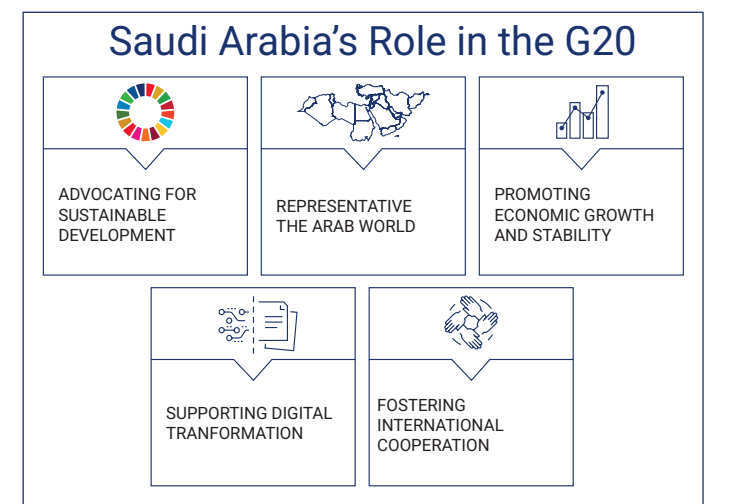 Saudi Arabia's Role in the G20
ADVOCATING FOR
SUSTAINABLE
DEVELOPMENT
REPRESENTATIVE
THE ARAB WORLD
PROMOTING
ECONOMIC GROWTH
AND STABILITY
SUPPORTING DIGITAL
TRANFORMATION
FOSTERING
INTERNATIONAL
COOPERATION